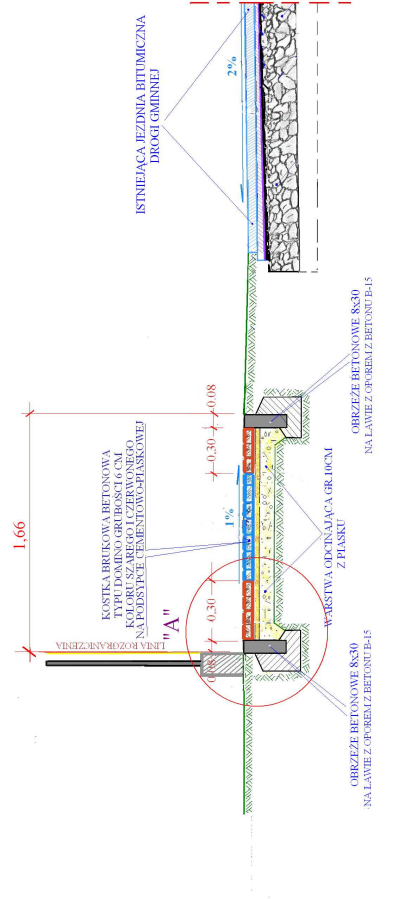 ISTNIEJĄCA JEZDNIA BITUMICZNA
DROGI GMINNEJ
2%
1,66
KOSTKA BRUKOWA BETONOWA
TYPU DOMINO GRUBOŚCI 6 CM
KOLORU SZAREGO I CZERWONEGO
NA PODSYPCE CEMENTOWO-PIASKOWEJ
LINIA ROZGRANICZENIA
"A"
0,08
0,30
1%
0,30
0,08
OBRZEŻE BETONOWE 8x30
NA ŁAWIE Z OPOREM Z BETONU B-15
WARSTWA ODCINAJĄCA GR.10CM
Z PIASKU
OBRZEŻE BETONOWE 8x30
NA ŁAWIE Z OPOREM Z BETONU B-15